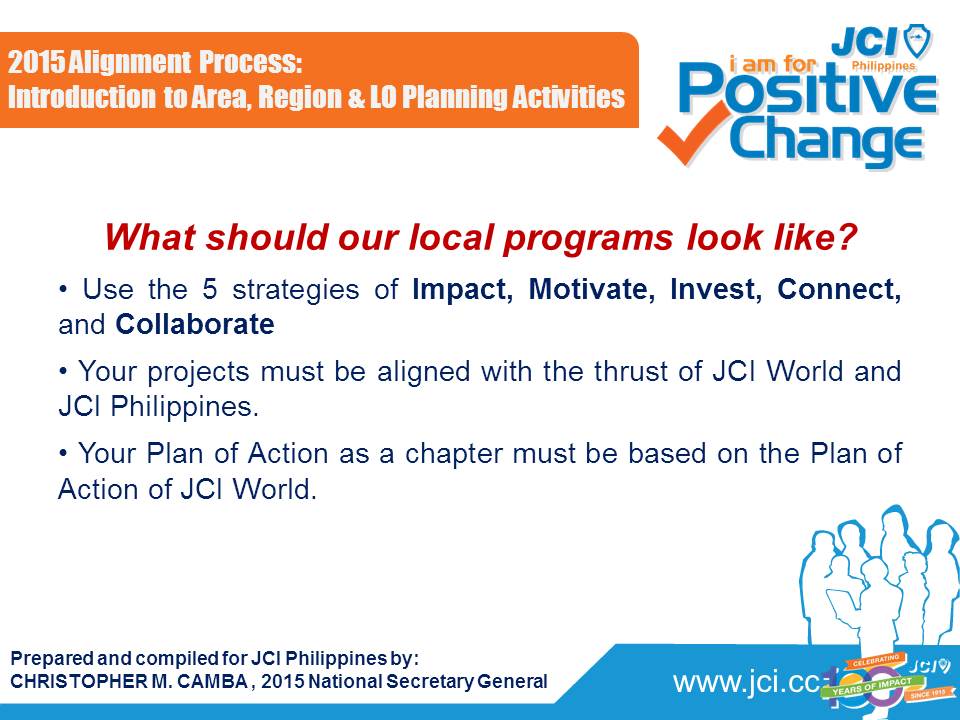 2015 Alignment Process:
Introduction to Area, Region & LO Planning Activities
JCI
Philippines
i am for
Positive
Change
What should our local programs look like?
• Use the 5 strategies of Impact, Motivate, Invest, Connect,
and Collaborate
• Your projects must be aligned with the thrust of JCI World and
JCI Philippines.
• Your Plan of Action as a chapter must be based on the Plan of
Action of JCI World.
Prepared and compiled for JCI Philippines by:
CHRISTOPHER M. CAMBA , 2015 National Secretary General
www.jci.cc
CELEBRATING
100
YEARS OF IMPACT
JCI
SINCE 1915